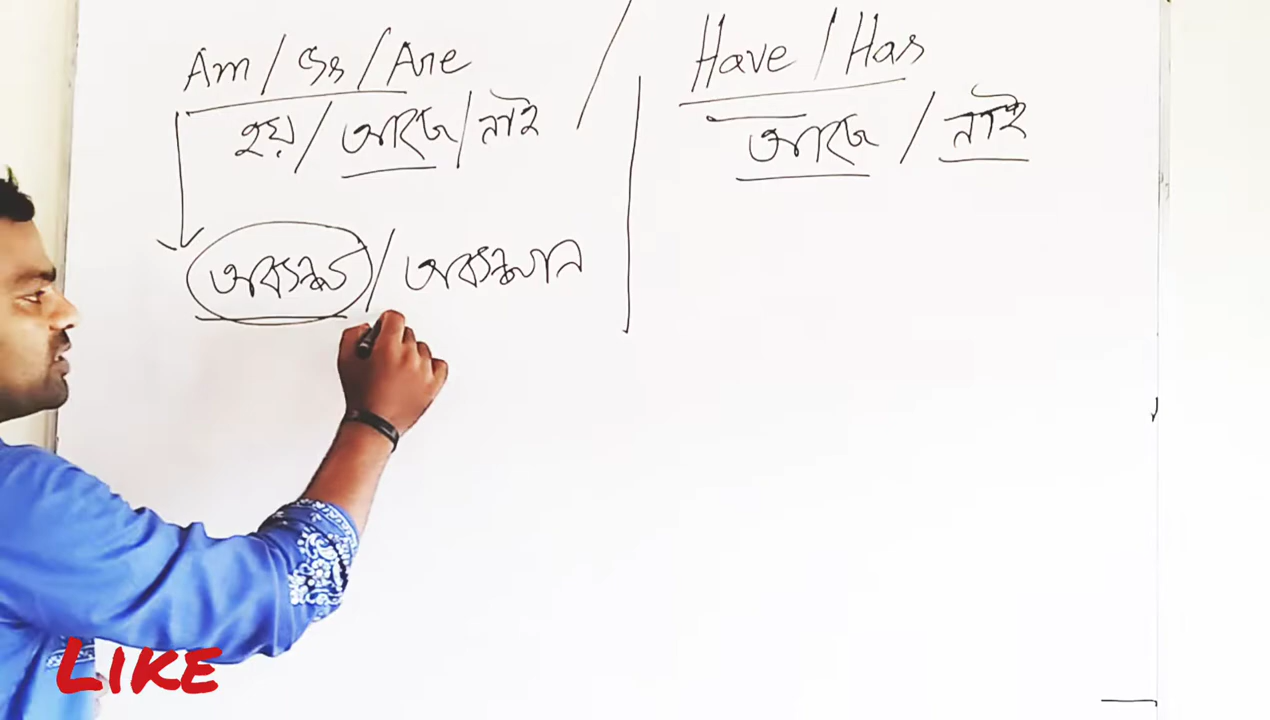 Am / Is / Are
হয় / আছে / নাই
অবস্থা / অবস্থান
Have / Has
আছে / নাই
LIKE